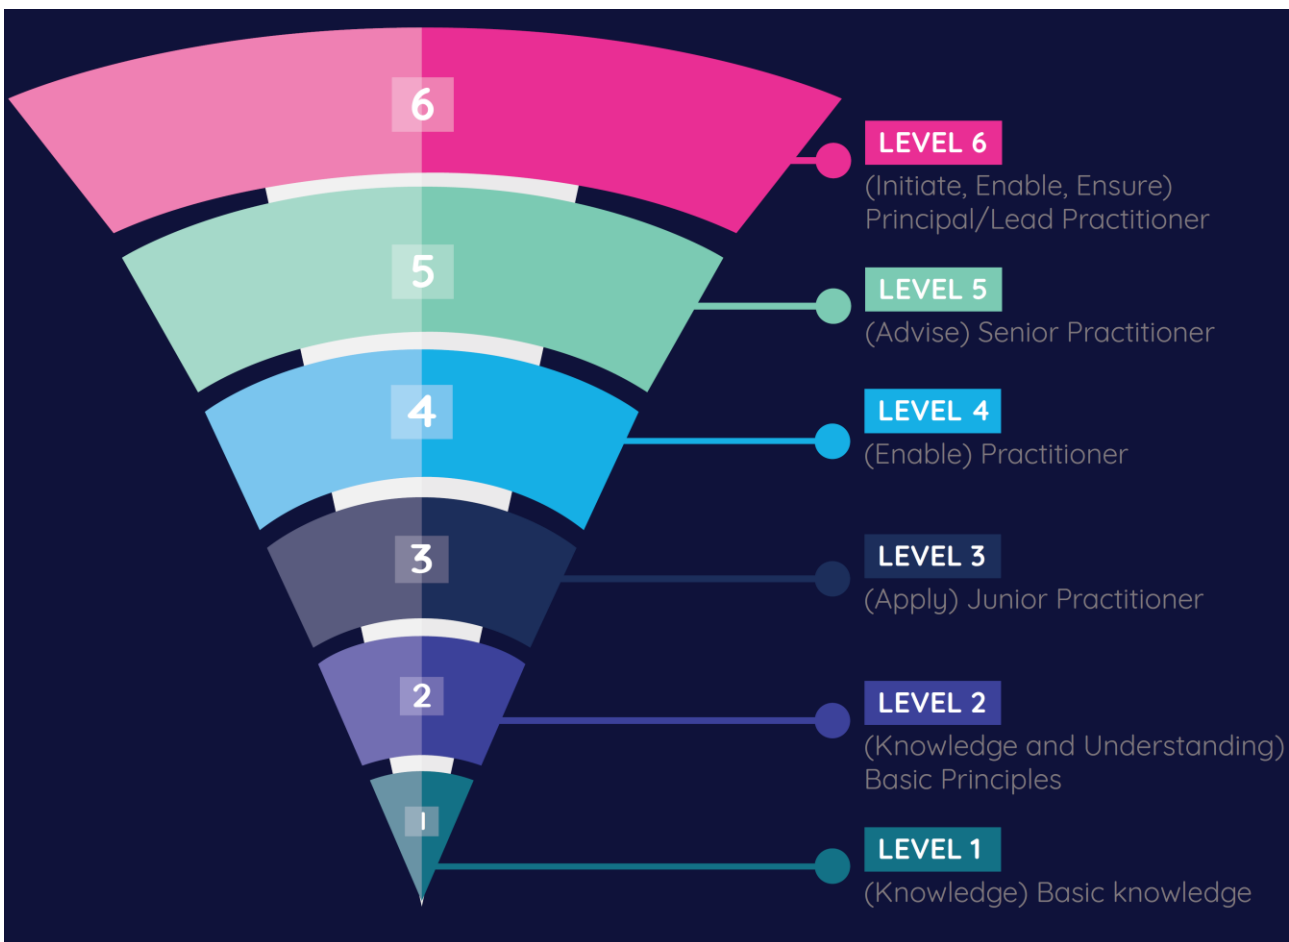 6
LEVEL 6
(Initiate, Enable, Ensure)
Principal/Lead Practitioner
5
LEVEL 5
(Advise) Senior Practitioner
4
LEVEL 4
(Enable) Practitioner
3
LEVEL 3
(Apply) Junior Practitioner
2
LEVEL 2
(Knowledge and Understanding)
Basic Principles
1
LEVEL 1
(Knowledge) Basic knowledge